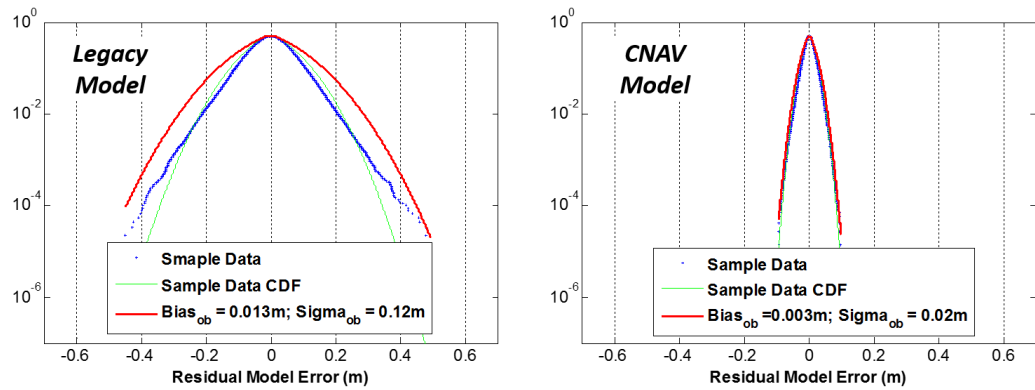 Legacy
Model
10^0
10^-2
10^-4
10^-6
Smaple Data
Sample Data CDF
Bias_ob = 0.013m; Sigma_ob = 0.12m
-0.6 -0.4 -0.2 0 0.2 0.4 0.6
Residual Model Error (m)
CNAV
Model
10^0
10^-2
10^-4
10^-6
Sample Data
Sample Data CDF
Bias_ob =0.003m; Sigma_ob = 0.02m
-0.6 -0.4 -0.2 0 0.2 0.4 0.6
Residual Model Error (m)